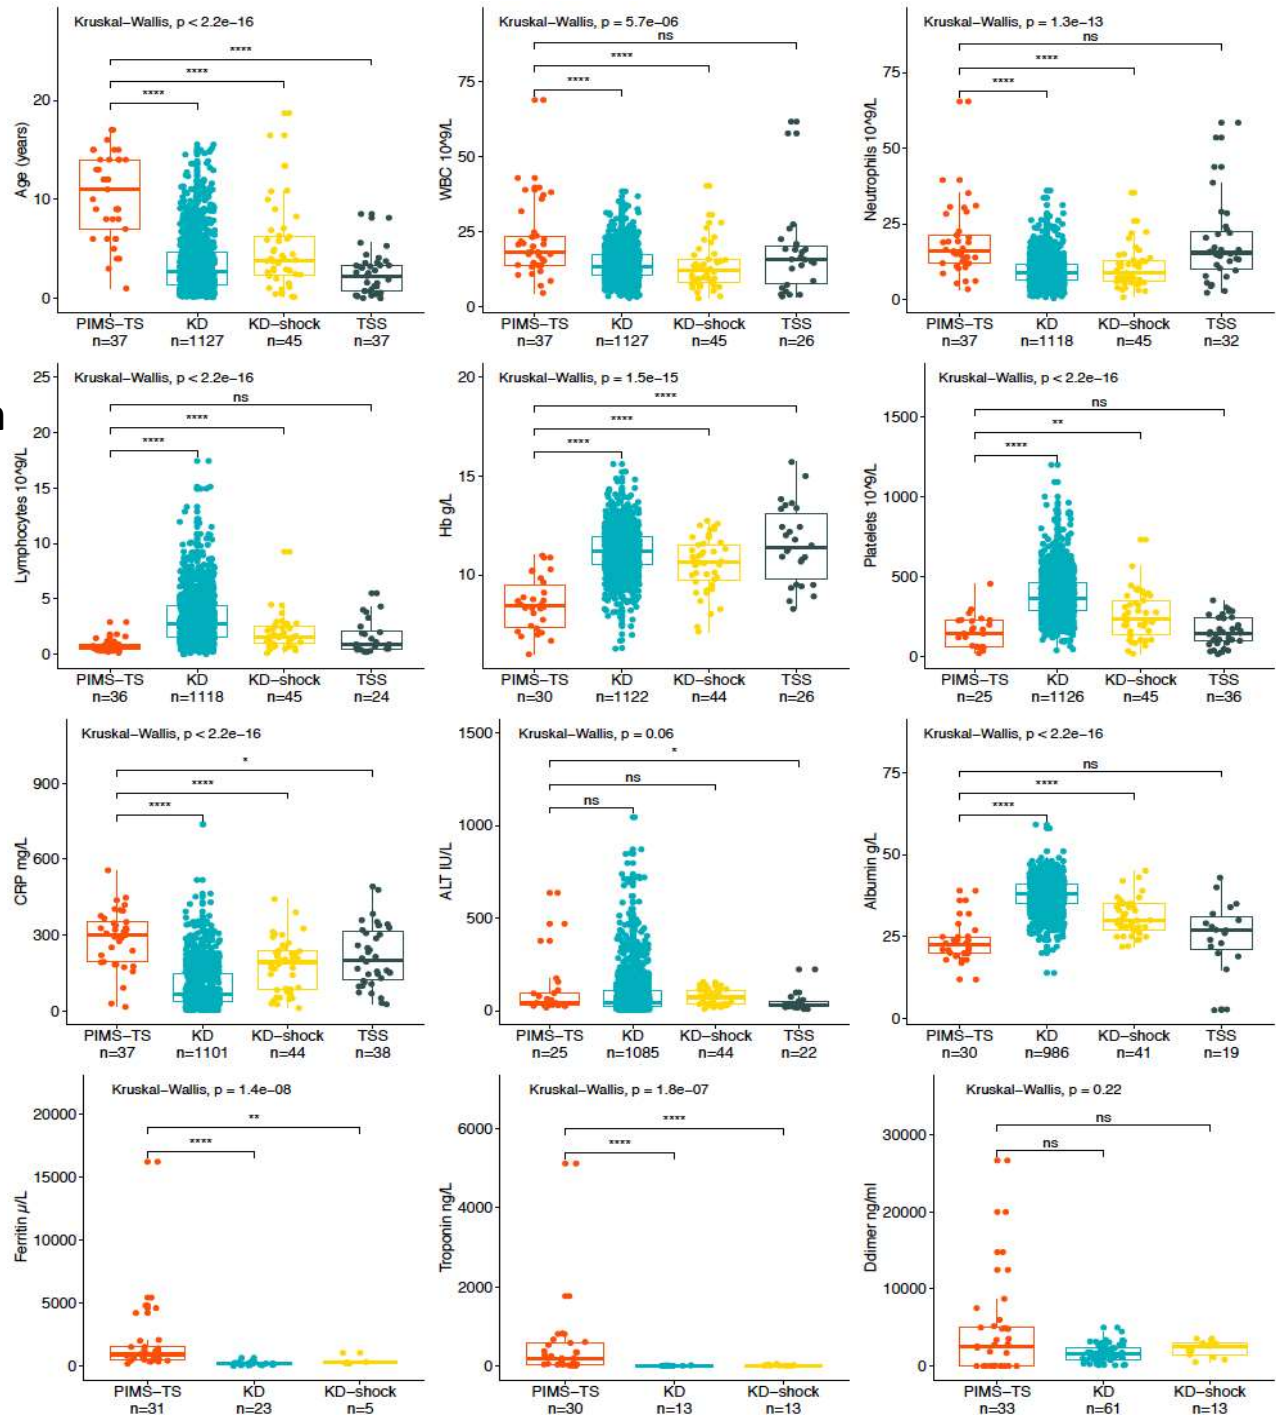 Kruskal-Wallis, p < 2.2e-16
****
****
****
Age (years)
20
10
0
PIMS-TS KD KD-shock TSS
n=37 n=1127 n=45 n=37
Kruskal-Wallis, p = 5.7e-06
ns
****
****
WBC 10^9/L
75
50
25
0
PIMS-TS KD KD-shock TSS
n=37 n=1127 n=45 n=26
Kruskal-Wallis, p = 1.3e-13
ns
****
****
Neutrophils 10^9/L
75
50
25
0
PIMS-TS KD KD-shock TSS
n=37 n=1118 n=45 n=32
Kruskal-Wallis, p < 2.2e-16
ns
****
****
Lymphocytes 10^9/L
25
20
15
10
5
0
PIMS-TS KD KD-shock TSS
n=36 n=1118 n=45 n=24
Kruskal-Wallis, p = 1.5e-15
****
****
****
Hb g/L
20
15
10
PIMS-TS KD KD-shock TSS
n=30 n=1122 n=44 n=26
Kruskal-Wallis, p < 2.2e-16
ns
**
****
Platelets 10^9/L
1500
1000
500
0
PIMS-TS KD KD-shock TSS
n=25 n=1126 n=45 n=36
Kruskal-Wallis, p < 2.2e-16
*
****
****
CRP mg/L
900
600
300
0
PIMS-TS KD KD-shock TSS
n=37 n=1101 n=44 n=38
Kruskal-Wallis, p = 0.06
*
ns
ns
ALT IU/L
1500
1000
500
0
PIMS-TS KD KD-shock TSS
n=25 n=1085 n=44 n=22
Kruskal-Wallis, p < 2.2e-16
ns
****
****
Albumin g/L
75
50
25
0
PIMS-TS KD KD-shock TSS
n=30 n=986 n=41 n=19
Kruskal-Wallis, p = 1.4e-08
**
****
Ferritin μ/L
20000
15000
10000
5000
0
PIMS-TS KD KD-shock
n=31 n=23 n=5
Kruskal-Wallis, p = 1.8e-07
****
****
Troponin ng/L
6000
4000
2000
0
PIMS-TS KD KD-shock
n=30 n=13 n=13
Kruskal-Wallis, p = 0.22
ns
ns
Ddimer ng/ml
30000
20000
10000
0
PIMS-TS KD KD-shock
n=33 n=61 n=13